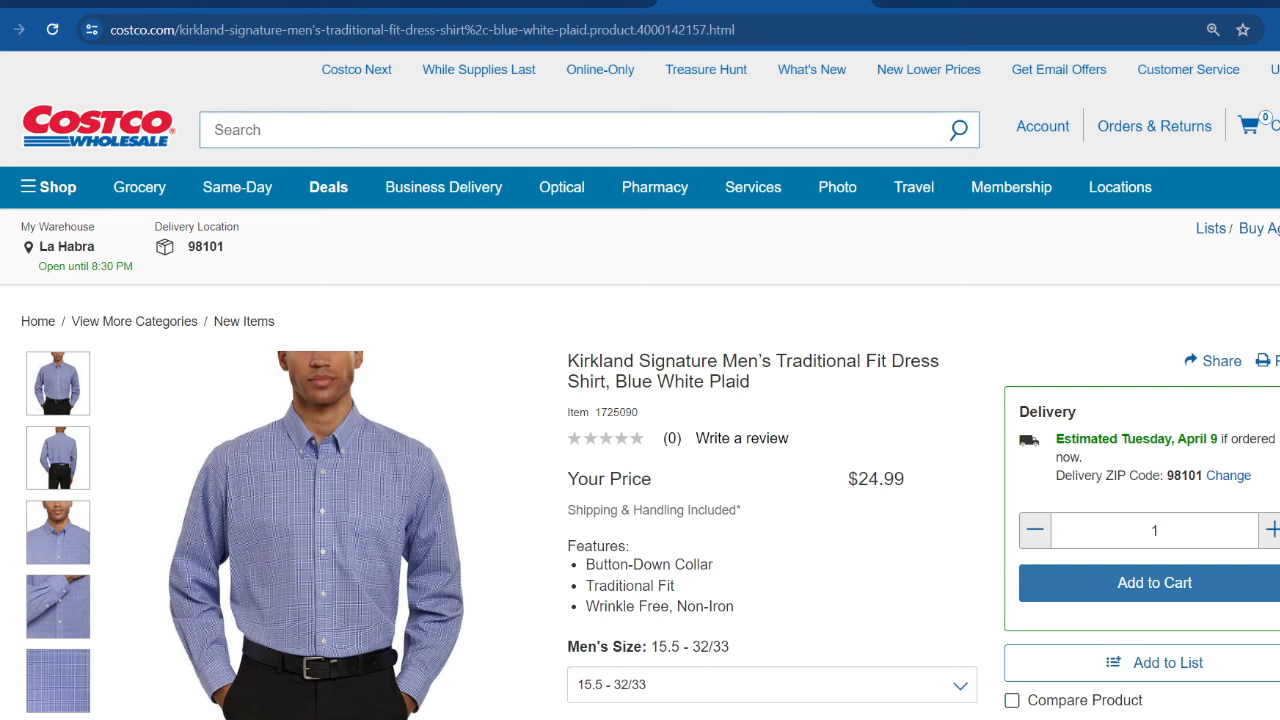 costco.com/kirkland-signature-men's-traditional-fit-dress-shirt%2c-blue-white-plaid.product.4000142157.html
Costco Next While Supplies Last Online-Only Treasure Hunt What's New New Lower Prices Get Email Offers Customer Service U
COSTCO WHOLESALE
Search
Account Orders & Returns 0 C
Shop Grocery Same-Day Deals Business Delivery Optical Pharmacy Services Photo Travel Membership Locations
My Warehouse Delivery Location
La Habra 98101
Open until 8:30 PM
Lists / Buy Ag
Home / View More Categories / New Items
Kirkland Signature Men's Traditional Fit Dress
Shirt, Blue White Plaid
Item 1725090
(0) Write a review
Your Price $24.99
Shipping & Handling Included*
Features:
• Button-Down Collar
• Traditional Fit
• Wrinkle Free, Non-Iron
Men's Size: 15.5 - 32/33
15.5 - 32/33
Share
Delivery
Estimated Tuesday, April 9 if ordered
now.
Delivery ZIP Code: 98101 Change
1
Add to Cart
Add to List
Compare Product